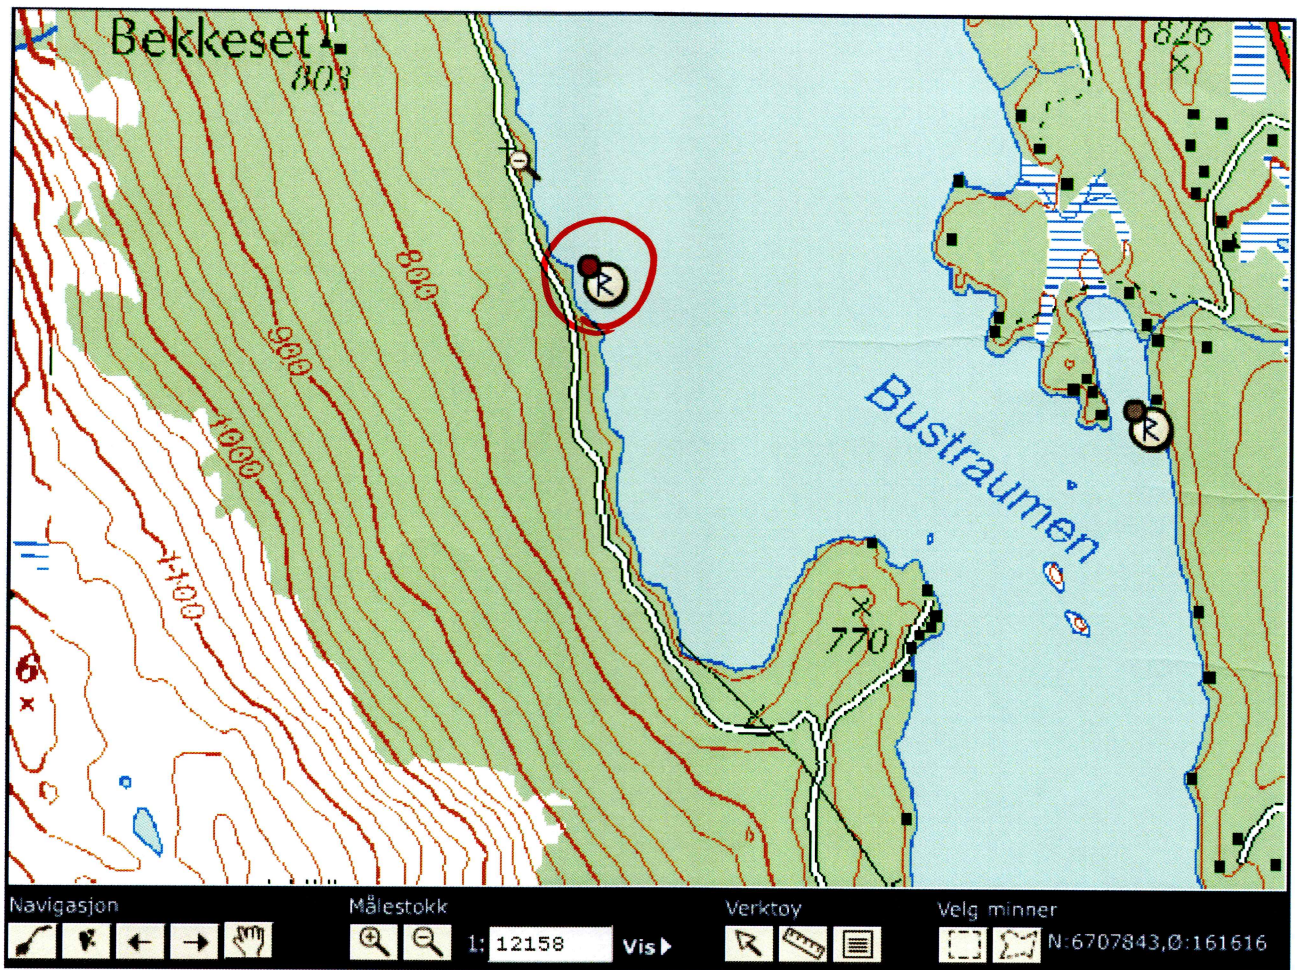 Bekkeset
803
826
800
900
1000
1100
Bustraumen
770
6
R
R
Navigasjon
Målestokk
Verktøy
Velg minner
1: 12158 Vis
N:6707843,Ø:161616